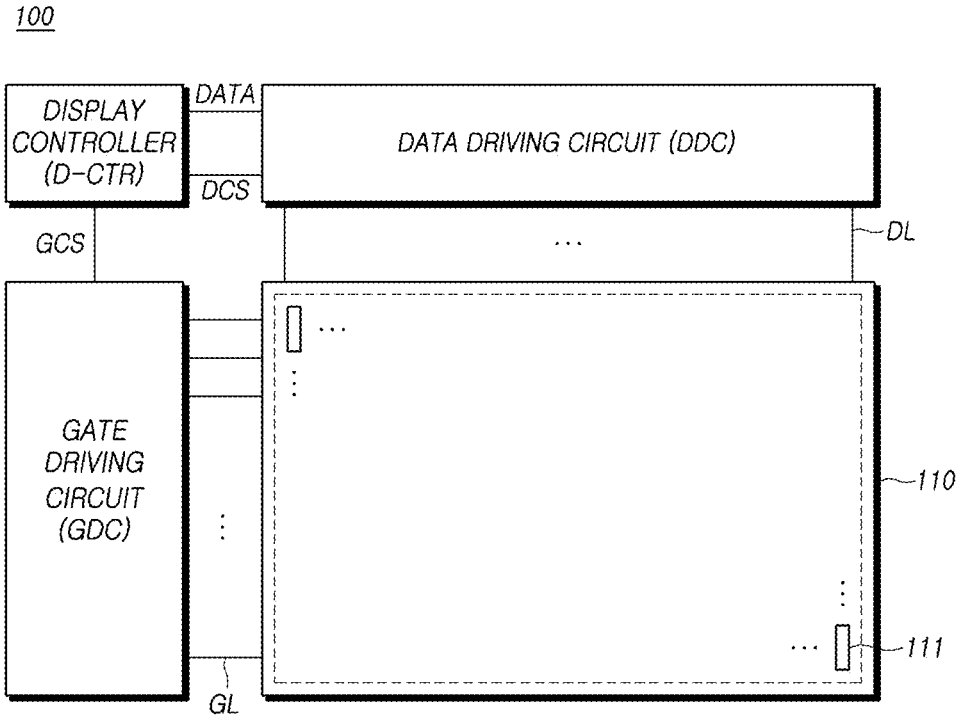 100
DISPLAY
CONTROLLER
(D-CTR)
DATA
DCS
DATA DRIVING CIRCUIT (DDC)
GCS
...
DL
...
GATE
DRIVING
CIRCUIT
(GDC)
110
...
111
GL